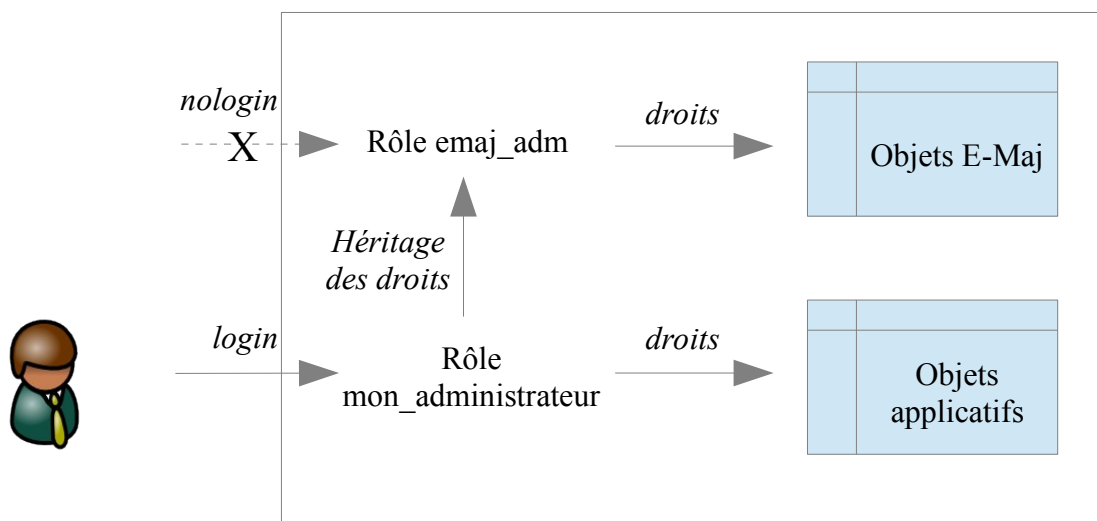 nologin
X
Rôle emaj_adm
droits
Objets E-Maj
Héritage
des droits
login
Rôle
mon_administrateur
droits
Objets
applicatifs